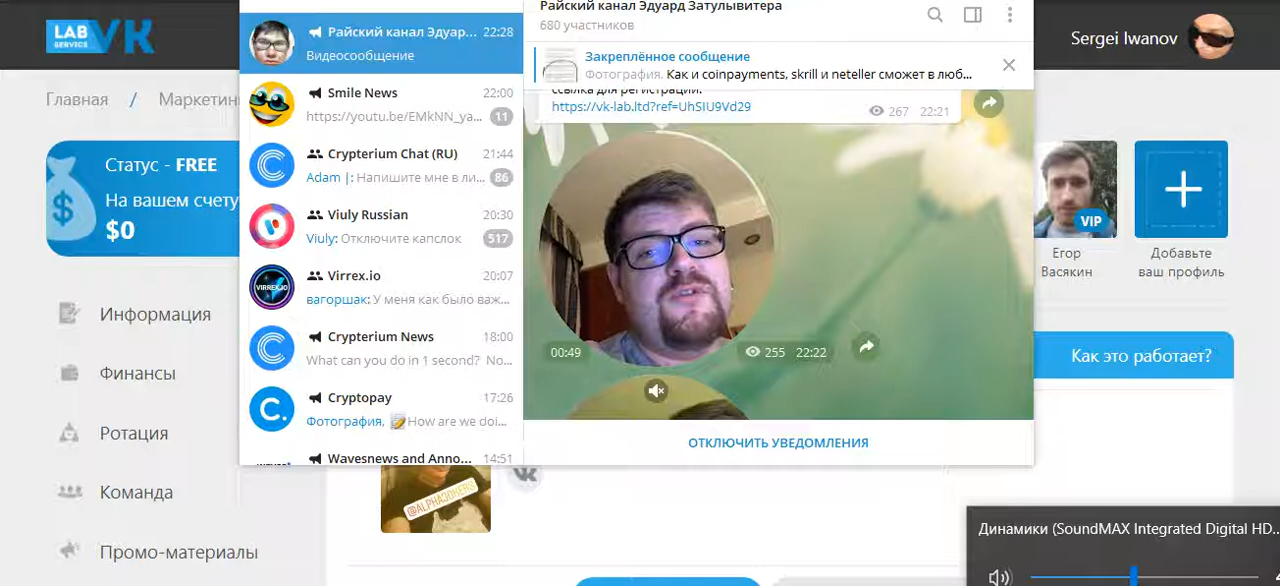 LAB SERVICE VK
Sergei Iwanov
Главная / Маркетин
Статус - FREE
На вашем счету
$0
Информация
Финансы
Ротация
Команда
Промо-материалы
Райский канал Эдуар... 22:28
Видеосообщение
Smile News 22:00
https://youtu.be/EMkNN_ya... 11
Crypterium Chat (RU) 21:44
Adam |: Напишите мне в ли... 86
Viuly Russian 20:30
Viuly: Отключите капслок 517
Virrex.io 20:07
вагоршак: У меня как было важ...
Crypterium News 18:00
What can you do in 1 second? No...
Cryptopay 17:26
Фотография, How are we doi...
Wavesnews and Anno... 14:51
Райский канал Эдуард Затулывитера
680 участников
Закреплённое сообщение
Фотография. Как и coinpayments, skrill и neteller сможет в люб...
ссылка для регистрации:
https://vk-lab.ltd?ref=UhSIU9Vd29
267 22:21
00:49
255 22:22
ОТКЛЮЧИТЬ УВЕДОМЛЕНИЯ
VIP
Егор
Васякин
Добавьте
ваш профиль
Как это работает?
VIRREX.IO
C.
@ALPHA3OXERIS
Динамики (SoundMAX Integrated Digital HD...